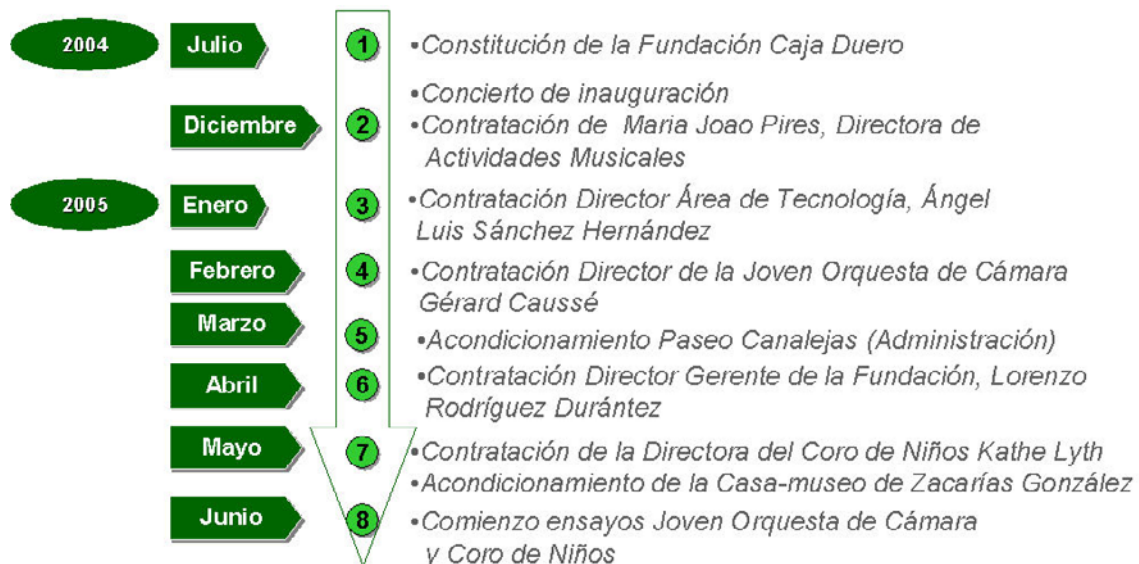 2004 Julio 1 •Constitución de la Fundación Caja Duero
•Concierto de inauguración
Diciembre 2 •Contratación de Maria Joao Pires, Directora de
Actividades Musicales
2005 Enero 3 •Contratación Director Área de Tecnología, Ángel
Luis Sánchez Hernández
Febrero 4 •Contratación Director de la Joven Orquesta de Cámara
Gérard Caussé
Marzo 5 •Acondicionamiento Paseo Canalejas (Administración)
Abril 6 •Contratación Director Gerente de la Fundación, Lorenzo
Rodríguez Durántez
Mayo 7 •Contratación de la Directora del Coro de Niños Kathe Lyth
•Acondicionamiento de la Casa-museo de Zacarías González
Junio 8 •Comienzo ensayos Joven Orquesta de Cámara
y Coro de Niños